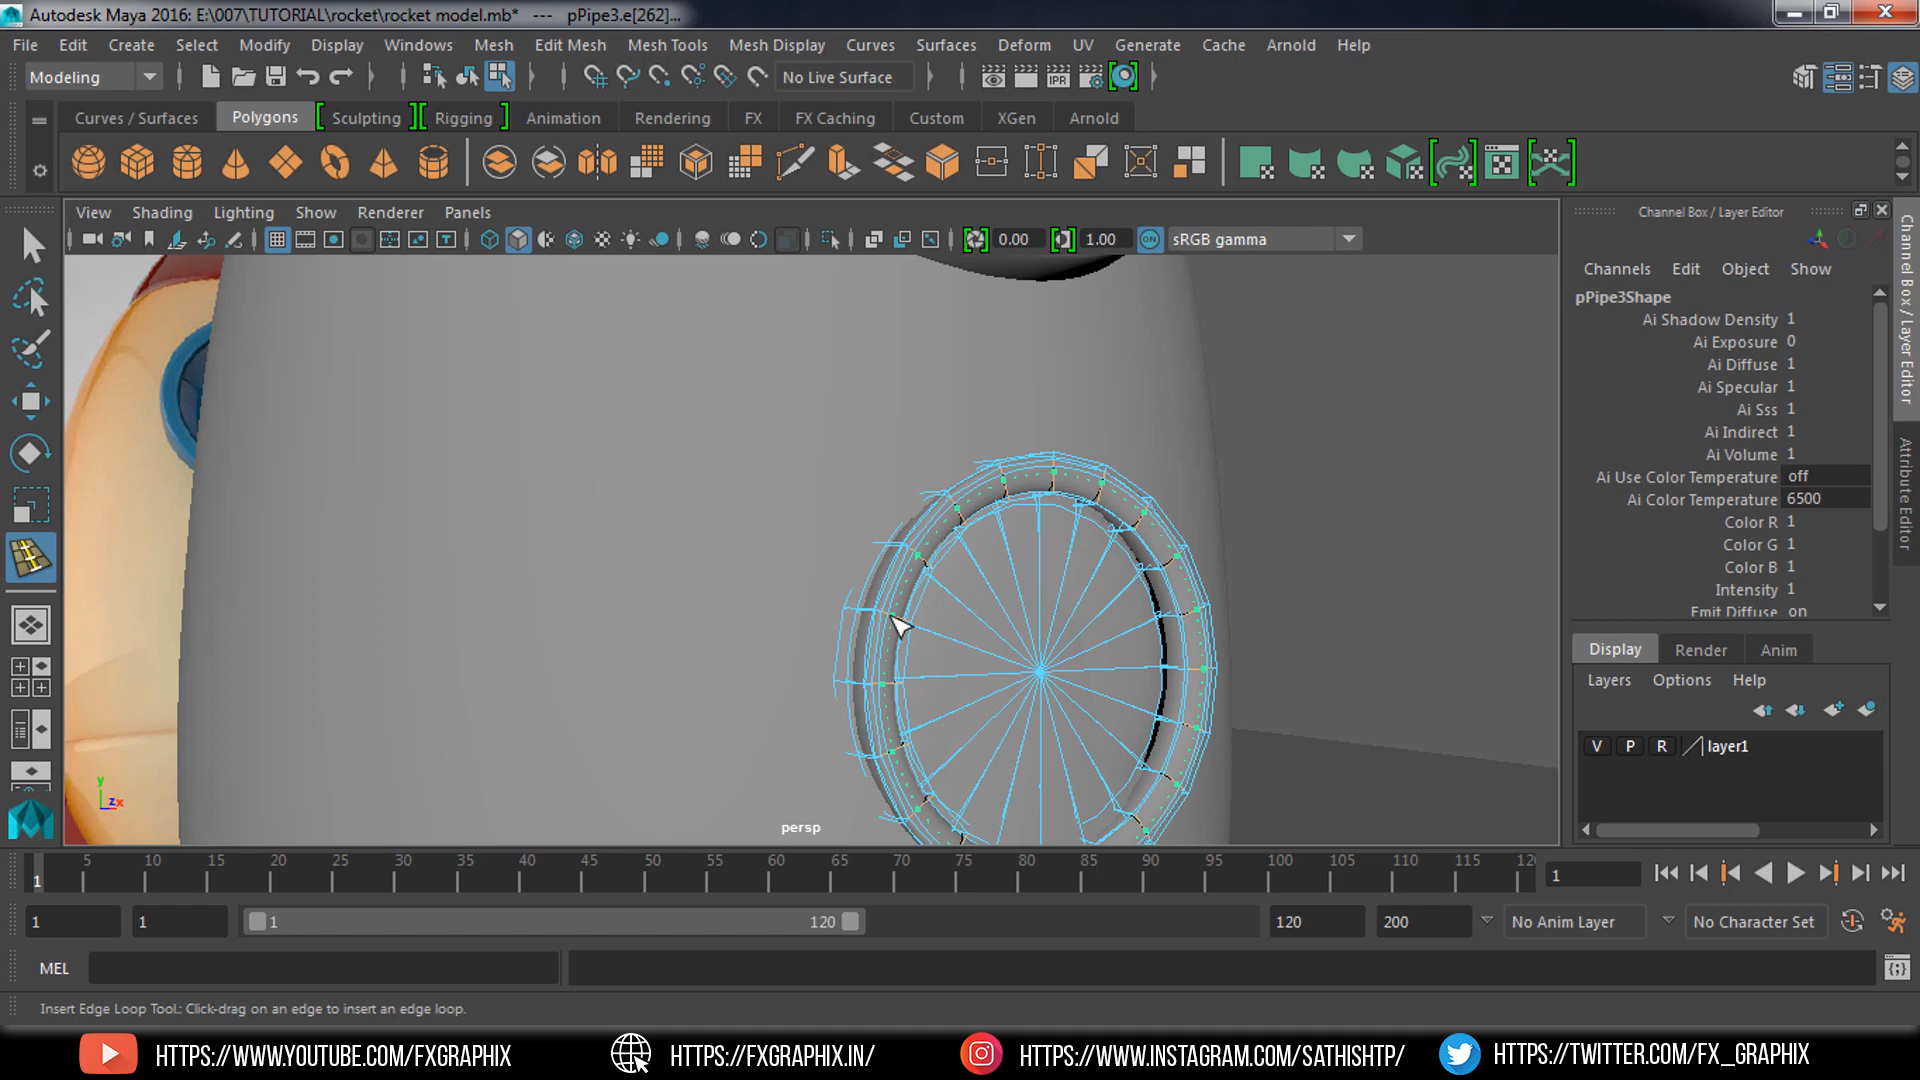 Autodesk Maya 2016: E:\007\TUTORIAL\rocket\rocket model.mb* --- pPipe3.e[262]...
File Edit Create Select Modify Display Windows Mesh Edit Mesh Mesh Tools Mesh Display Curves Surfaces Deform UV Generate Cache Arnold Help
Modeling No Live Surface IPR
Curves / Surfaces Polygons Sculpting Rigging Animation Rendering FX FX Caching Custom XGen Arnold
View Shading Lighting Show Renderer Panels
0.00 1.00 ON sRGB gamma
Channel Box / Layer Editor
Channels Edit Object Show
pPipe3Shape
Ai Shadow Density 1
Ai Exposure 0
Ai Diffuse 1
Ai Specular 1
Ai Sss 1
Ai Indirect 1
Ai Volume 1
Ai Use Color Temperature off
Ai Color Temperature 6500
Color R 1
Color G 1
Color B 1
Intensity 1
Emit Diffuse on
Display Render Anim
Layers Options Help
V P R layer1
Channel Box / Layer Editor
Attribute Editor
y
zx
persp
5 10 15 20 25 30 35 40 45 50 55 60 65 70 75 80 85 90 95 100 105 110 115 12
1
1
1 1 1 120 120 200 No Anim Layer No Character Set
MEL
Insert Edge Loop Tool: Click-drag on an edge to insert an edge loop.
HTTPS://WWW.YOUTUBE.COM/FXGRAPHIX HTTPS://FXGRAPHIX.IN/ HTTPS://WWW.INSTAGRAM.COM/SATHISHTP/ HTTPS://TWITTER.COM/FX_GRAPHIX